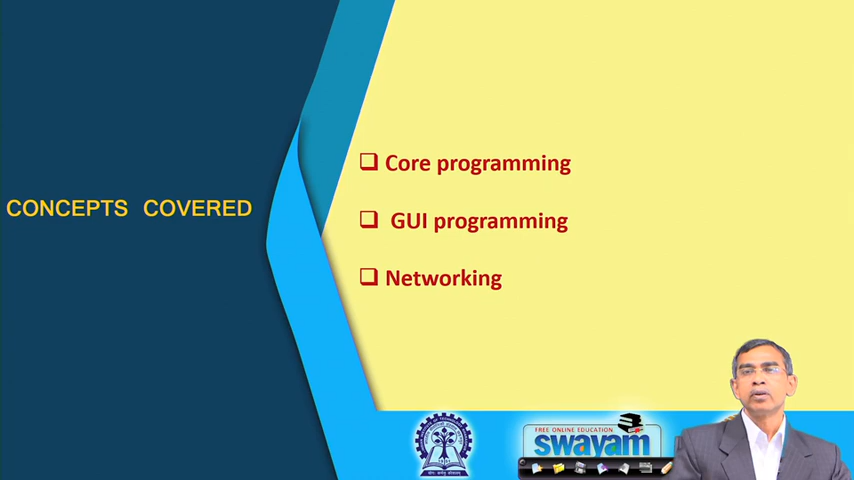 CONCEPTS COVERED
Core programming
GUI programming
Networking
FREE ONLINE EDUCATION
swayam